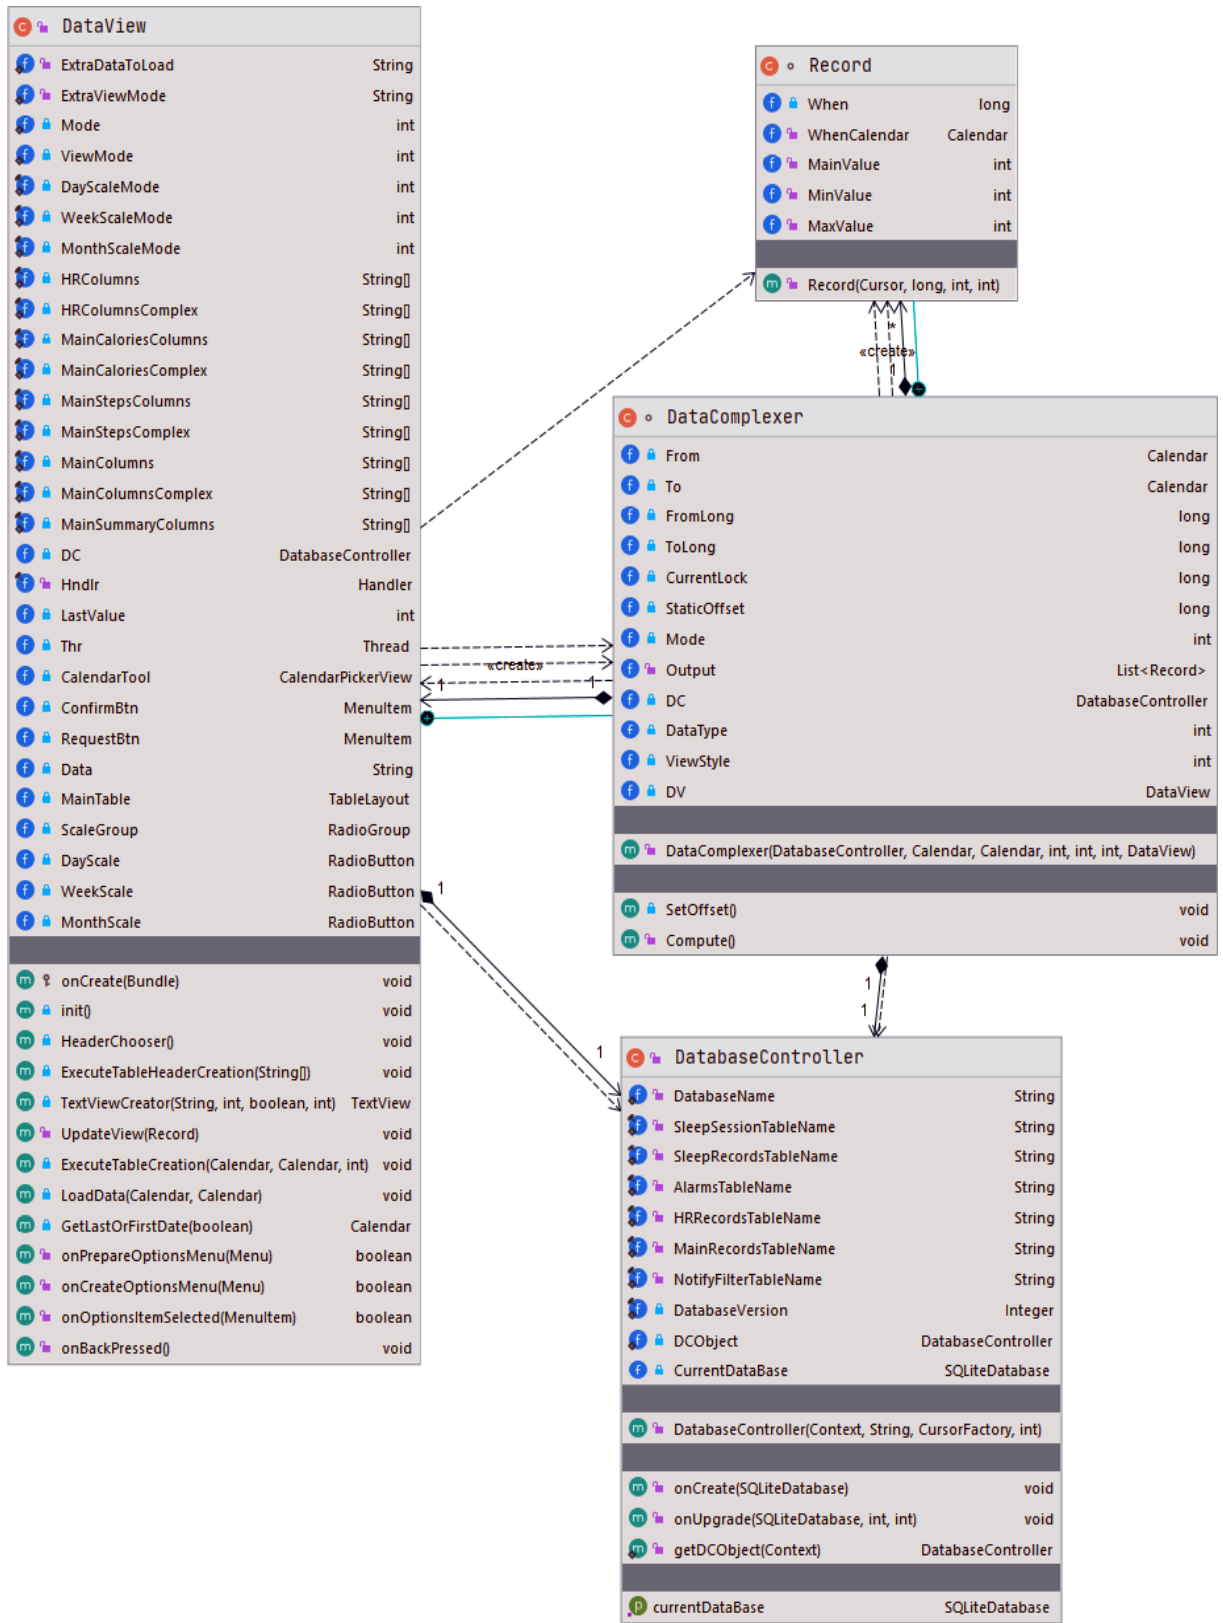 DataView
ExtraDataToLoad String
ExtraViewMode String
Mode int
ViewMode int
DayScaleMode int
WeekScaleMode int
MonthScaleMode int
HRColumns String[]
HRColumnsComplex String[]
MainCaloriesColumns String[]
MainCaloriesComplex String[]
MainStepsColumns String[]
MainStepsComplex String[]
MainColumns String[]
MainColumnsComplex String[]
MainSummaryColumns String[]
DC DatabaseController
Hndlr Handler
LastValue int
Thr Thread
CalendarTool CalendarPickerView
ConfirmBtn MenuItem
RequestBtn MenuItem
Data String
MainTable TableLayout
ScaleGroup RadioGroup
DayScale RadioButton
WeekScale RadioButton
MonthScale RadioButton
onCreate(Bundle) void
init() void
HeaderChooser() void
ExecuteTableHeaderCreation(String[]) void
TextViewCreator(String, int, boolean, int) TextView
UpdateView(Record) void
ExecuteTableCreation(Calendar, Calendar, int) void
LoadData(Calendar, Calendar) void
GetLastOrFirstDate(boolean) Calendar
onPrepareOptionsMenu(Menu) boolean
onCreateOptionsMenu(Menu) boolean
onOptionsItemSelected(MenuItem) boolean
onBackPressed() void
Record
When long
WhenCalendar Calendar
MainValue int
MinValue int
MaxValue int
Record(Cursor, long, int, int)
*
«create»
1
DataComplexer
From Calendar
To Calendar
FromLong long
ToLong long
CurrentLock long
StaticOffset long
Mode int
Output List<Record>
DC DatabaseController
DataType int
ViewStyle int
DV DataView
DataComplexer(DatabaseController, Calendar, Calendar, int, int, int, DataView)
SetOffset() void
Compute() void
«create»
1 1
1
1
1
1
DatabaseController
DatabaseName String
SleepSessionTableName String
SleepRecordsTableName String
AlarmsTableName String
HRRecordsTableName String
MainRecordsTableName String
NotifyFilterTableName String
DatabaseVersion Integer
DCObject DatabaseController
CurrentDataBase SQLiteDatabase
DatabaseController(Context, String, CursorFactory, int)
onCreate(SQLiteDatabase) void
onUpgrade(SQLiteDatabase, int, int) void
getDCObject(Context) DatabaseController
currentDataBase SQLiteDatabase